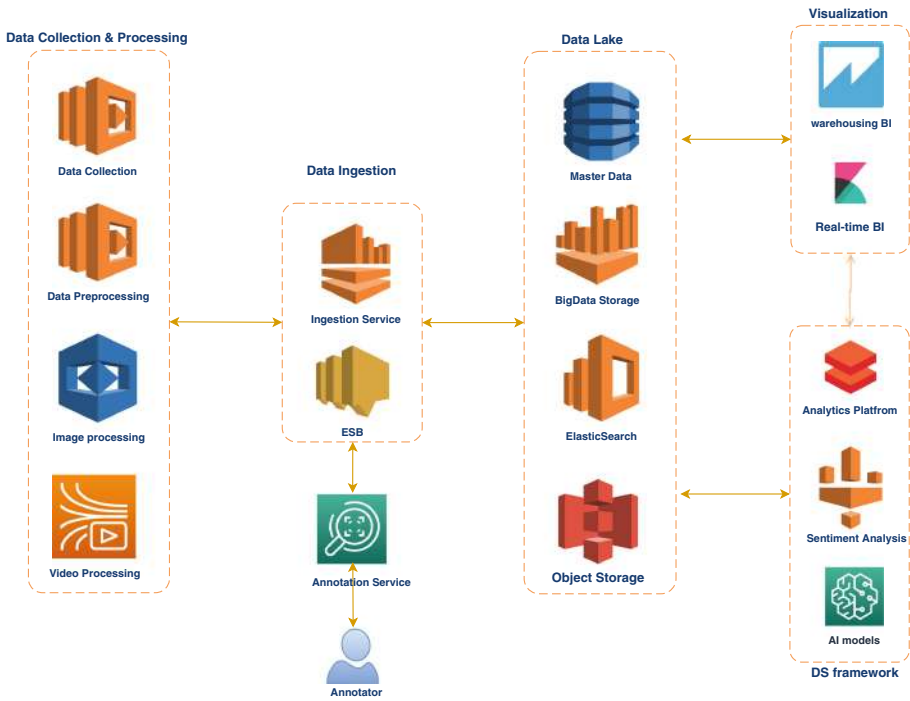 Data Collection & Processing
Data Collection
Data Preprocessing
Image processing
Video Processing
Data Ingestion
Ingestion Service
ESB
Annotation Service
Annotator
Data Lake
Master Data
BigData Storage
ElasticSearch
Object Storage
Visualization
warehousing BI
Real-time BI
Analytics Platfrom
Sentiment Analysis
AI models
DS framework